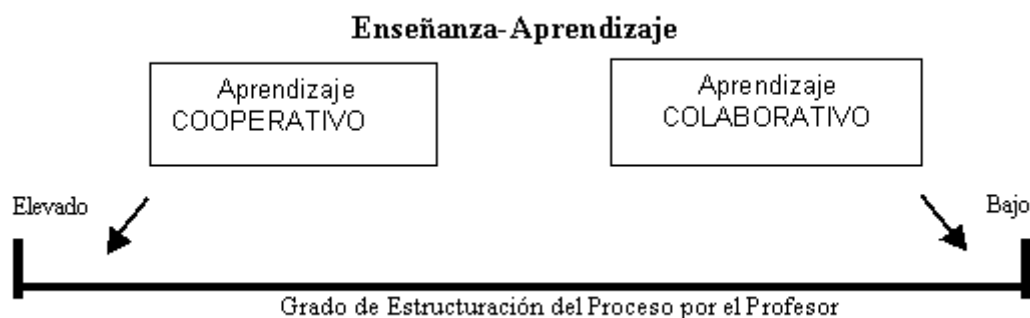 Enseñanza-Aprendizaje
Aprendizaje
COOPERATIVO
Aprendizaje
COLABORATIVO
Elevado
Bajo
Grado de Estructuración del Proceso por el Profesor